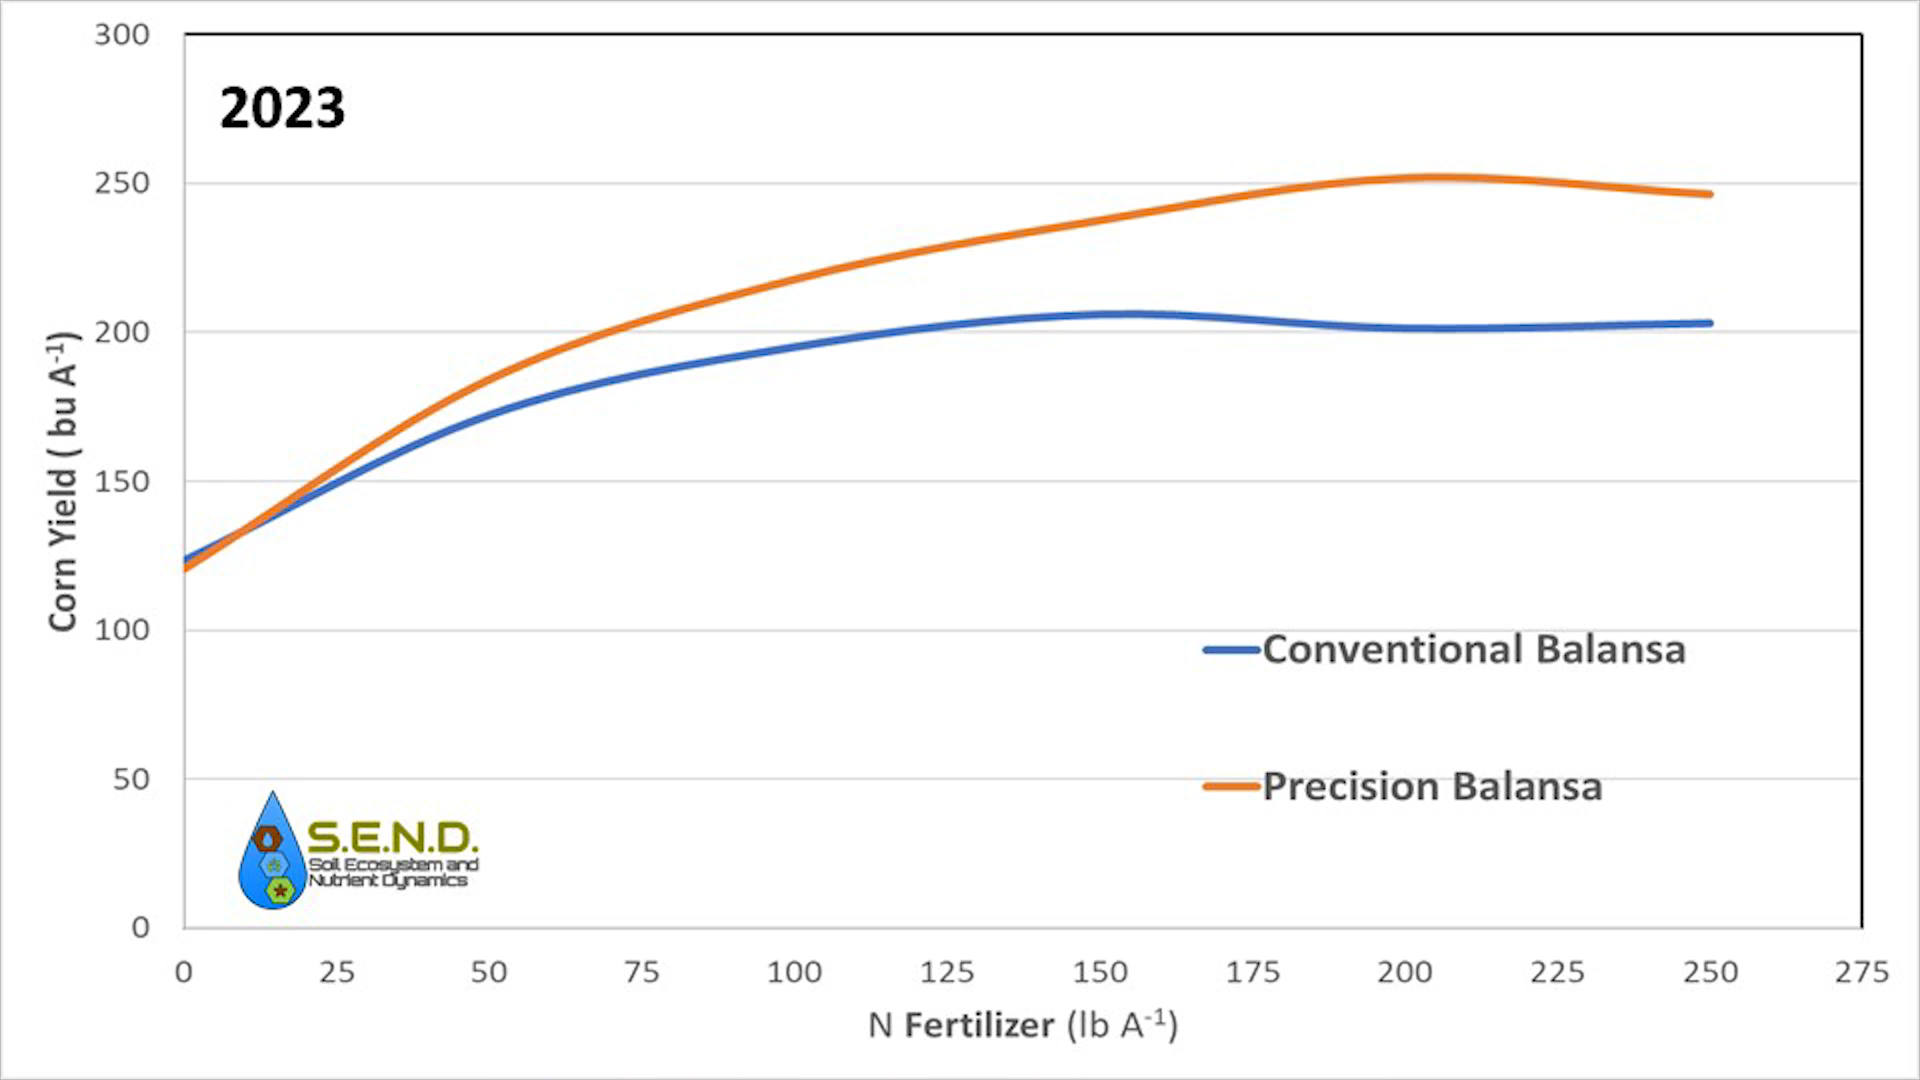 300
2023
250
200
150
100
50
0
Corn Yield ( bu A-1)
Conventional Balansa
Precision Balansa
S.E.N.D.
Soil Ecosystem and
Nutrient Dynamics
0 25 50 75 100 125 150 175 200 225 250 275
N Fertilizer (lb A-1)